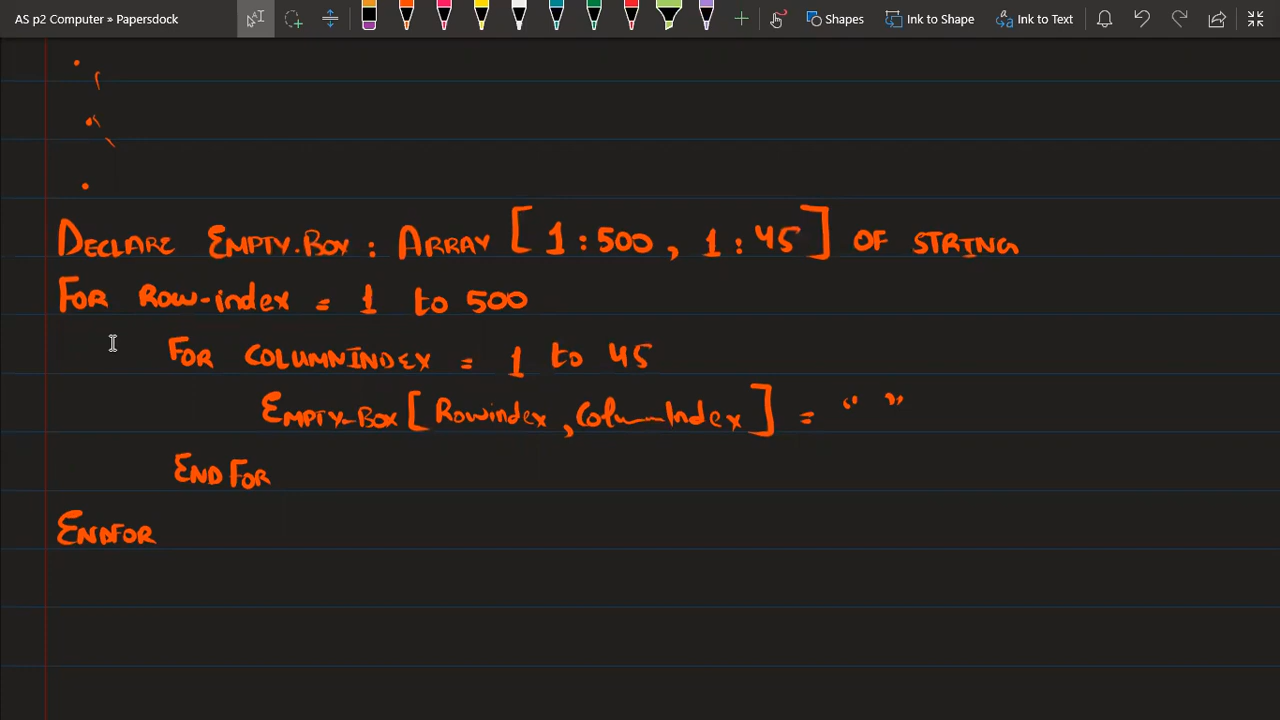 AS p2 Computer » Papersdock
Shapes
Ink to Shape
Ink to Text
DECLARE EMPTY.BOX : ARRAY [1:500, 1:45] OF STRING
FOR Row-index = 1 to 500
FOR COLUMNINDEX = 1 to 45
EMPTY-BOX [Rowindex, ColumnIndex] = “ ”
END FOR
ENDFOR